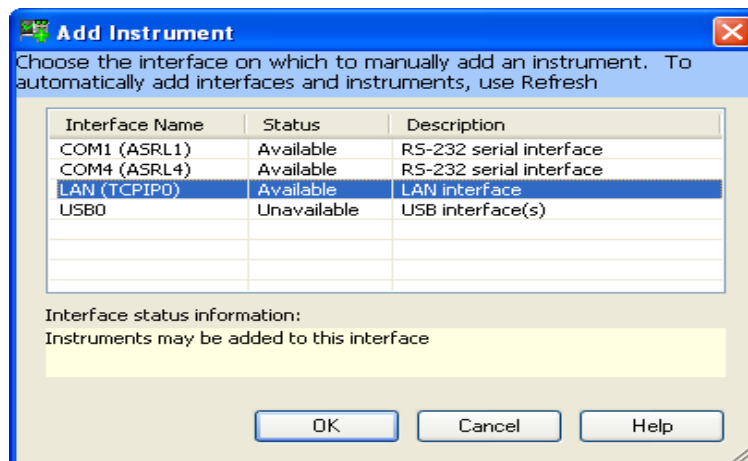 Add Instrument
Choose the interface on which to manually add an instrument. To
automatically add interfaces and instruments, use Refresh
Interface Name Status Description
COM1 (ASRL1) Available RS-232 serial interface
COM4 (ASRL4) Available RS-232 serial interface
LAN (TCPIP0) Available LAN interface
USB0 Unavailable USB interface(s)
Interface status information:
Instruments may be added to this interface
OK Cancel Help